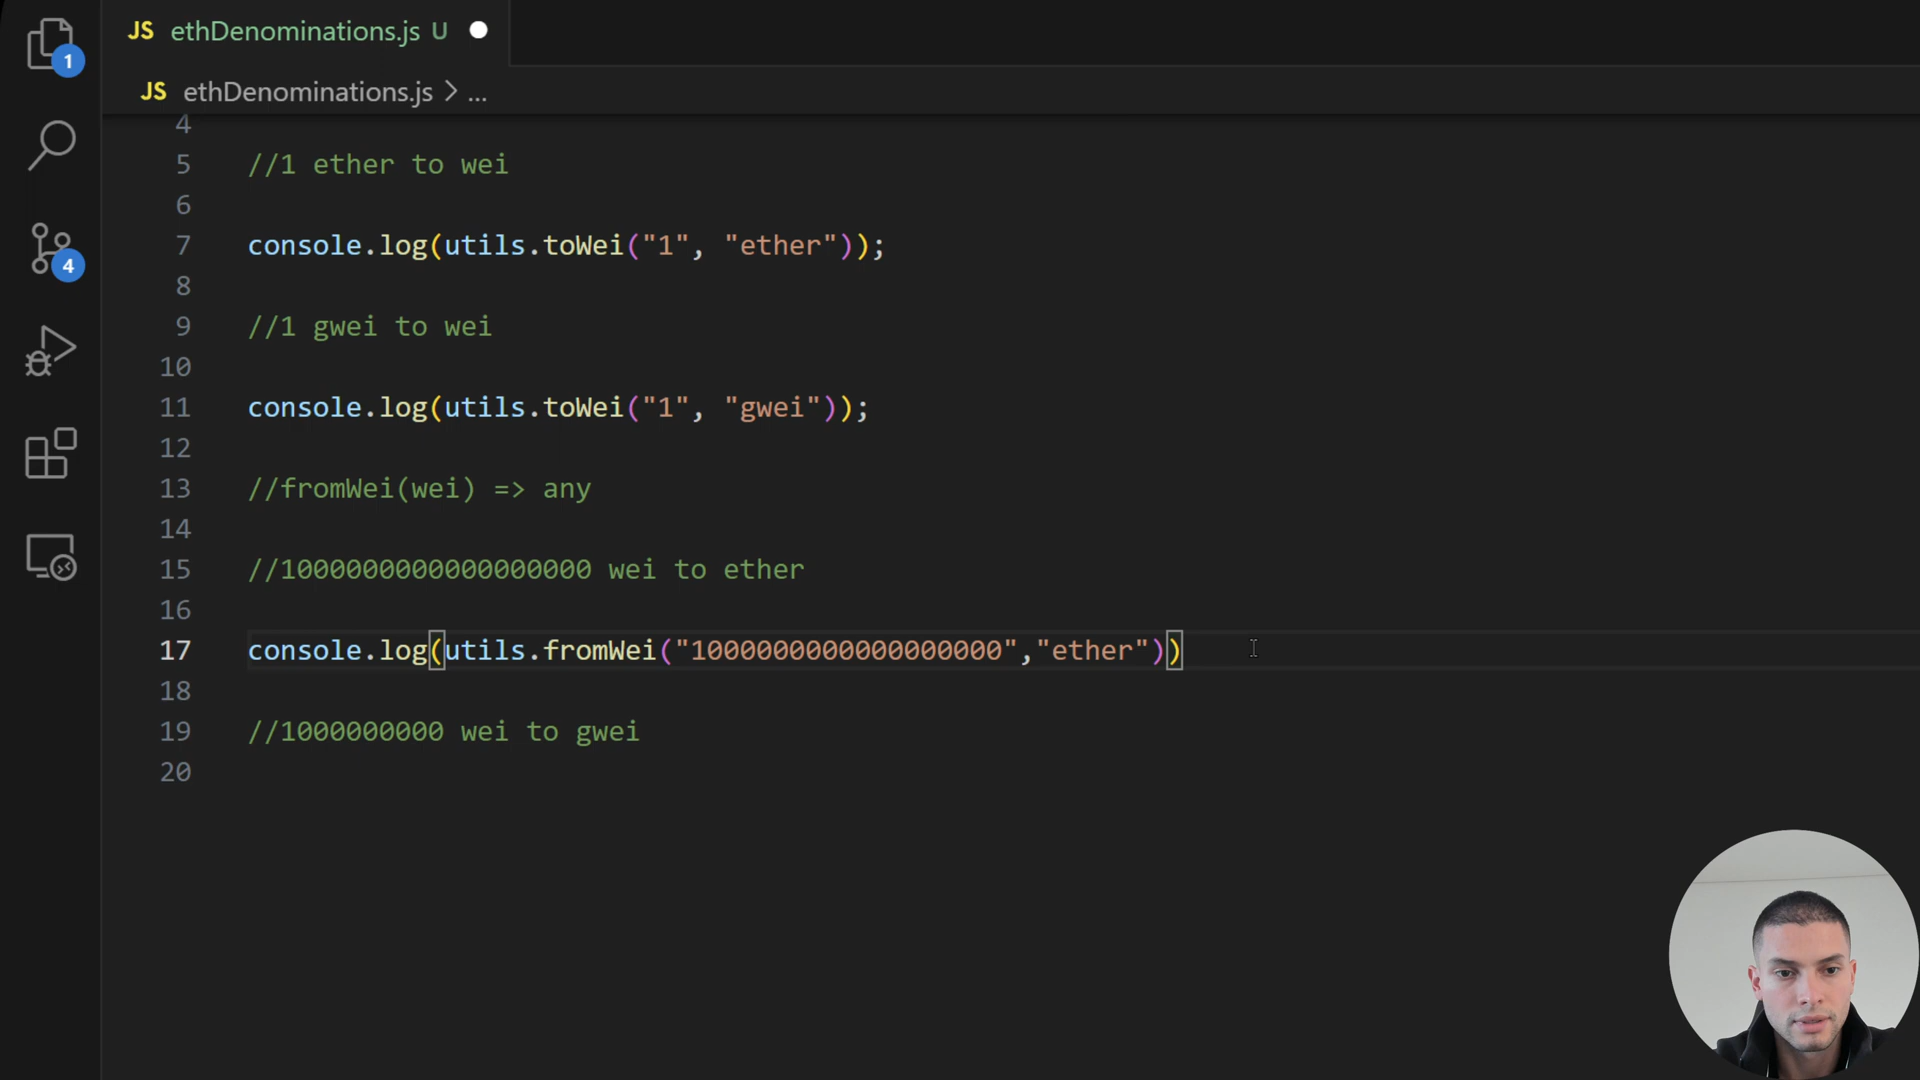 JS ethDenominations.js U
JS ethDenominations.js > ...
1
4
4
5 //1 ether to wei
6
7 console.log(utils.toWei("1", "ether"));
8
9 //1 gwei to wei
10
11 console.log(utils.toWei("1", "gwei"));
12
13 //fromWei(wei) => any
14
15 //1000000000000000000 wei to ether
16
17 console.log(utils.fromWei("1000000000000000000","ether"))
18
19 //1000000000 wei to gwei
20